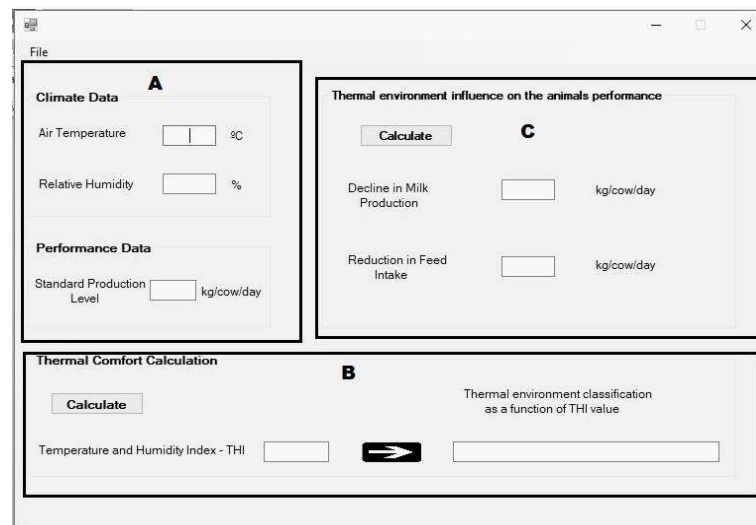 File
A
Climate Data
Air Temperature ºC
Relative Humidity %
Performance Data
Standard Production
Level
kg/cow/day
Thermal environment influence on the animals performance
Calculate
C
Decline in Milk
Production
kg/cow/day
Reduction in Feed
Intake
kg/cow/day
Thermal Comfort Calculation
B
Calculate
Thermal environment classification
as a function of THI value
Temperature and Humidity Index - THI